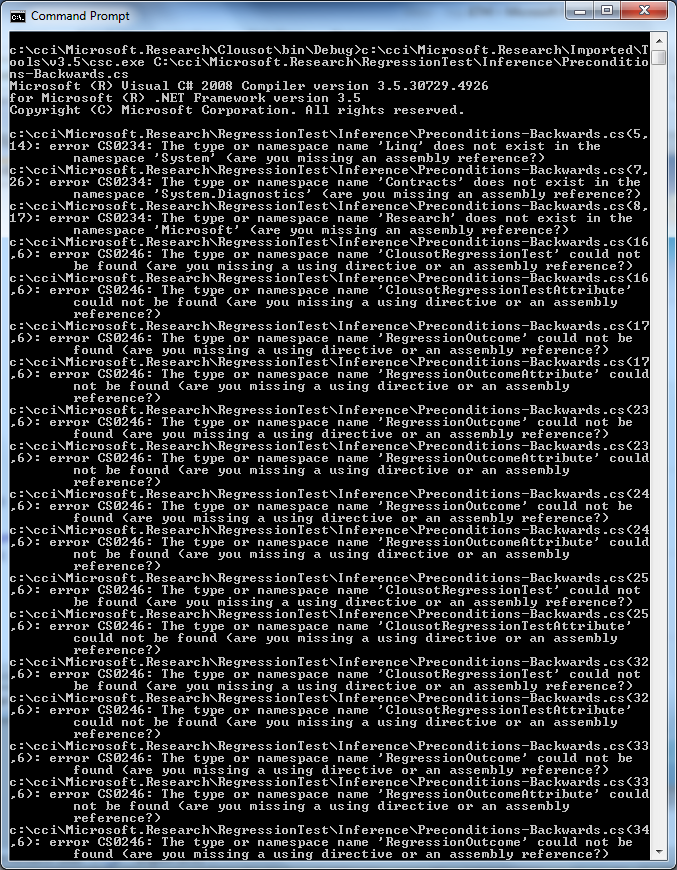 Command Prompt
c:\cci\Microsoft.Research\Clousot\bin\Debug>c:\cci\Microsoft.Research\Imported\T
ools\v3.5\csc.exe C:\cci\Microsoft.Research\RegressionTest\Inference\Preconditio
ns-Backwards.cs
Microsoft (R) Visual C# 2008 Compiler version 3.5.30729.4926
for Microsoft (R) .NET Framework version 3.5
Copyright (C) Microsoft Corporation. All rights reserved.
c:\cci\Microsoft.Research\RegressionTest\Inference\Preconditions-Backwards.cs(5,
14): error CS0234: The type or namespace name 'Linq' does not exist in the
namespace 'System' (are you missing an assembly reference?)
c:\cci\Microsoft.Research\RegressionTest\Inference\Preconditions-Backwards.cs(7,
26): error CS0234: The type or namespace name 'Contracts' does not exist in the
namespace 'System.Diagnostics' (are you missing an assembly reference?)
c:\cci\Microsoft.Research\RegressionTest\Inference\Preconditions-Backwards.cs(8,
17): error CS0234: The type or namespace name 'Research' does not exist in the
namespace 'Microsoft' (are you missing an assembly reference?)
c:\cci\Microsoft.Research\RegressionTest\Inference\Preconditions-Backwards.cs(16
,6): error CS0246: The type or namespace name 'ClousotRegressionTest' could not
be found (are you missing a using directive or an assembly reference?)
c:\cci\Microsoft.Research\RegressionTest\Inference\Preconditions-Backwards.cs(16
,6): error CS0246: The type or namespace name 'ClousotRegressionTestAttribute'
could not be found (are you missing a using directive or an assembly
reference?)
c:\cci\Microsoft.Research\RegressionTest\Inference\Preconditions-Backwards.cs(17
,6): error CS0246: The type or namespace name 'RegressionOutcome' could not be
found (are you missing a using directive or an assembly reference?)
c:\cci\Microsoft.Research\RegressionTest\Inference\Preconditions-Backwards.cs(17
,6): error CS0246: The type or namespace name 'RegressionOutcomeAttribute' could
not be found (are you missing a using directive or an assembly
reference?)
c:\cci\Microsoft.Research\RegressionTest\Inference\Preconditions-Backwards.cs(23
,6): error CS0246: The type or namespace name 'RegressionOutcome' could not be
found (are you missing a using directive or an assembly reference?)
c:\cci\Microsoft.Research\RegressionTest\Inference\Preconditions-Backwards.cs(23
,6): error CS0246: The type or namespace name 'RegressionOutcomeAttribute' could
not be found (are you missing a using directive or an assembly
reference?)
c:\cci\Microsoft.Research\RegressionTest\Inference\Preconditions-Backwards.cs(24
,6): error CS0246: The type or namespace name 'RegressionOutcome' could not be
found (are you missing a using directive or an assembly reference?)
c:\cci\Microsoft.Research\RegressionTest\Inference\Preconditions-Backwards.cs(24
,6): error CS0246: The type or namespace name 'RegressionOutcomeAttribute' could
not be found (are you missing a using directive or an assembly
reference?)
c:\cci\Microsoft.Research\RegressionTest\Inference\Preconditions-Backwards.cs(25
,6): error CS0246: The type or namespace name 'ClousotRegressionTest' could not
be found (are you missing a using directive or an assembly reference?)
c:\cci\Microsoft.Research\RegressionTest\Inference\Preconditions-Backwards.cs(25
,6): error CS0246: The type or namespace name 'ClousotRegressionTestAttribute'
could not be found (are you missing a using directive or an assembly
reference?)
c:\cci\Microsoft.Research\RegressionTest\Inference\Preconditions-Backwards.cs(32
,6): error CS0246: The type or namespace name 'ClousotRegressionTest' could not
be found (are you missing a using directive or an assembly reference?)
c:\cci\Microsoft.Research\RegressionTest\Inference\Preconditions-Backwards.cs(32
,6): error CS0246: The type or namespace name 'ClousotRegressionTestAttribute'
could not be found (are you missing a using directive or an assembly
reference?)
c:\cci\Microsoft.Research\RegressionTest\Inference\Preconditions-Backwards.cs(33
,6): error CS0246: The type or namespace name 'RegressionOutcome' could not be
found (are you missing a using directive or an assembly reference?)
c:\cci\Microsoft.Research\RegressionTest\Inference\Preconditions-Backwards.cs(33
,6): error CS0246: The type or namespace name 'RegressionOutcomeAttribute' could
not be found (are you missing a using directive or an assembly
reference?)
c:\cci\Microsoft.Research\RegressionTest\Inference\Preconditions-Backwards.cs(34
,6): error CS0246: The type or namespace name 'RegressionOutcome' could not be
found (are you missing a using directive or an assembly reference?)